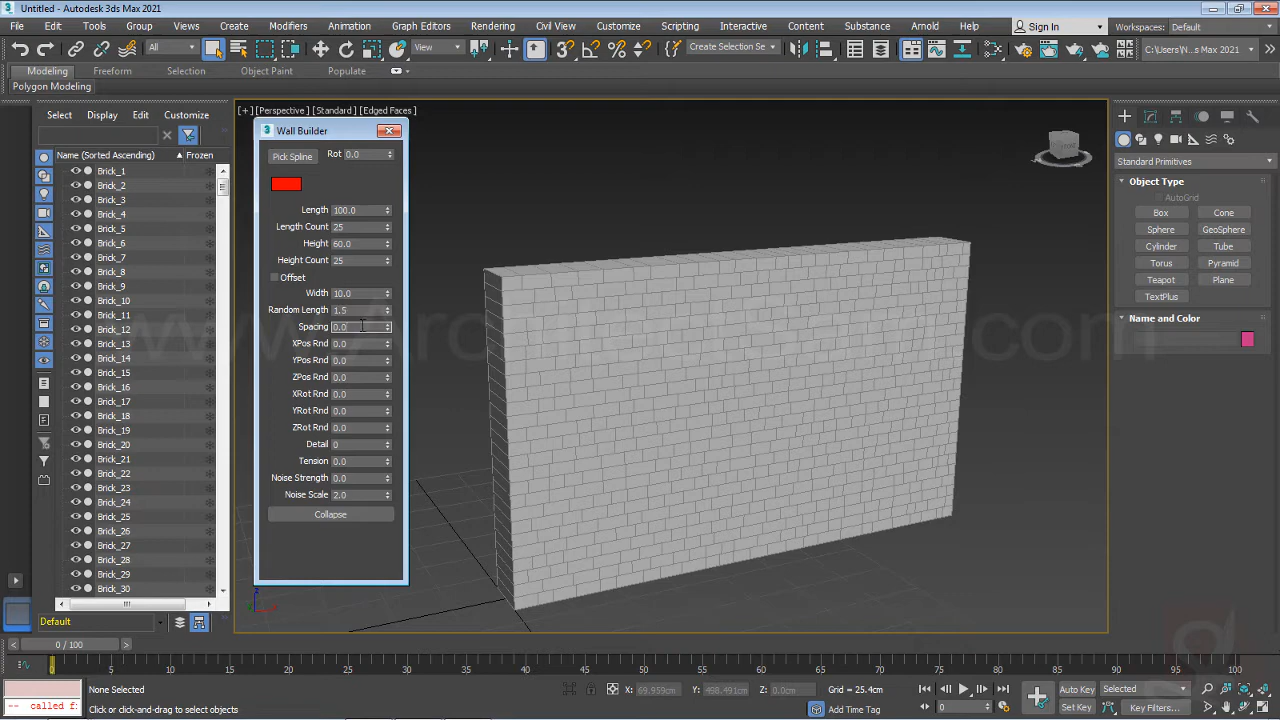 Untitled - Autodesk 3ds Max 2021
File Edit Tools Group Views Create Modifiers Animation Graph Editors Rendering Civil View Customize Scripting Interactive Content Substance Arnold Help Sign In Workspaces: Default
All View Create Selection Se C:\Users\N...s Max 2021
Modeling Freeform Selection Object Paint Populate
Polygon Modeling
Select Display Edit Customize
Name (Sorted Ascending) Frozen
Brick_1
Brick_2
Brick_3
Brick_4
Brick_5
Brick_6
Brick_7
Brick_8
Brick_9
Brick_10
Brick_11
Brick_12
Brick_13
Brick_14
Brick_15
Brick_16
Brick_17
Brick_18
Brick_19
Brick_20
Brick_21
Brick_22
Brick_23
Brick_24
Brick_25
Brick_26
Brick_27
Brick_28
Brick_29
Brick_30
Default
[+] [Perspective] [Standard] [Edged Faces]
Wall Builder
Pick Spline Rot 0.0
Length 100.0
Length Count 25
Height 60.0
Height Count 25
Offset
Width 10.0
Random Length 1.5
Spacing 0.0
XPos Rnd 0.0
YPos Rnd 0.0
ZPos Rnd 0.0
XRot Rnd 0.0
YRot Rnd 0.0
ZRot Rnd 0.0
Detail 0
Tension 0.0
Noise Strength 0.0
Noise Scale 2.0
Collapse
Standard Primitives
Object Type
AutoGrid
Box Cone
Sphere GeoSphere
Cylinder Tube
Torus Pyramid
Teapot Plane
TextPlus
Name and Color
0 / 100
0 5 10 15 20 25 30 35 40 45 50 55 60 65 70 75 80 85 90 95 100
None Selected X: 69.959cm Y: 498.491cm Z: 0.0cm Grid = 25.4cm Auto Key Selected
-- called f: Click or click-and-drag to select objects Add Time Tag 0 Set Key Key Filters...